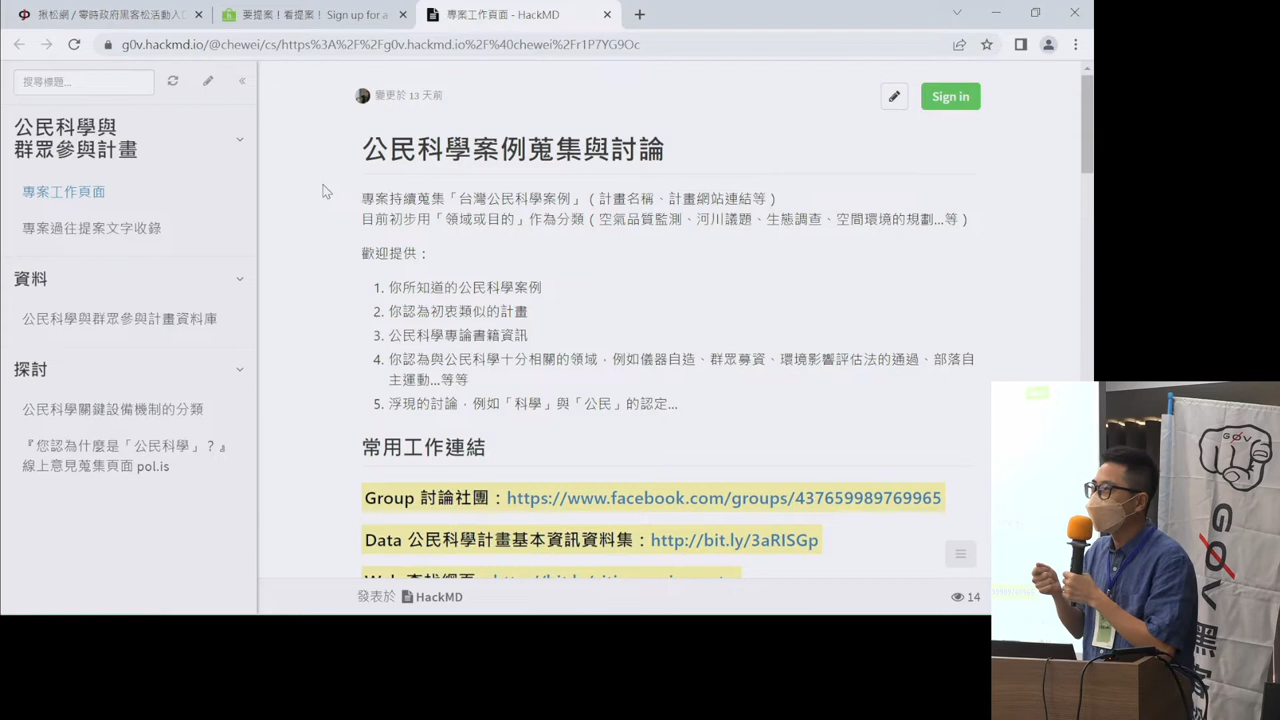 揪松網 / 零時政府黑客松活動入口
要提案！看提案！ Sign up for a
專案工作頁面 - HackMD
g0v.hackmd.io/@chewei/cs/https%3A%2F%2Fg0v.hackmd.io%2F%40chewei%2Fr1P7YG9Oc
搜尋標題...
公民科學與
群眾參與計畫
專案工作頁面
專案過往提案文字收錄
資料
公民科學與群眾參與計畫資料庫
探討
公民科學關鍵設備機制的分類
『您認為什麼是「公民科學」？』
線上意見蒐集頁面 pol.is
變更於 13 天前
Sign in
公民科學案例蒐集與討論
專案持續蒐集「台灣公民科學案例」（計畫名稱、計畫網站連結等）
目前初步用「領域或目的」作為分類（空氣品質監測、河川議題、生態調查、空間環境的規劃...等）
歡迎提供：
1. 你所知道的公民科學案例
2. 你認為初衷類似的計畫
3. 公民科學專論書籍資訊
4. 你認為與公民科學十分相關的領域，例如儀器自造、群眾募資、環境影響評估法的通過、部落自
主運動...等等
5. 浮現的討論，例如「科學」與「公民」的認定...
常用工作連結
Group 討論社團：https://www.facebook.com/groups/437659989769965
Data 公民科學計畫基本資訊資料集：http://bit.ly/3aRISGp
發表於 HackMD
14
G0V
G0V